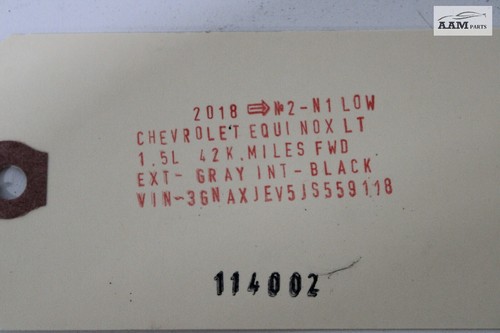 AAM PARTS
2018 ⇨ №2-N1 LOW
CHEVROLET EQUINOX LT
1.5L 42K.MILES FWD
EXT- GRAY INT-BLACK
VIN-3GNAXJEV5JS559118
114002